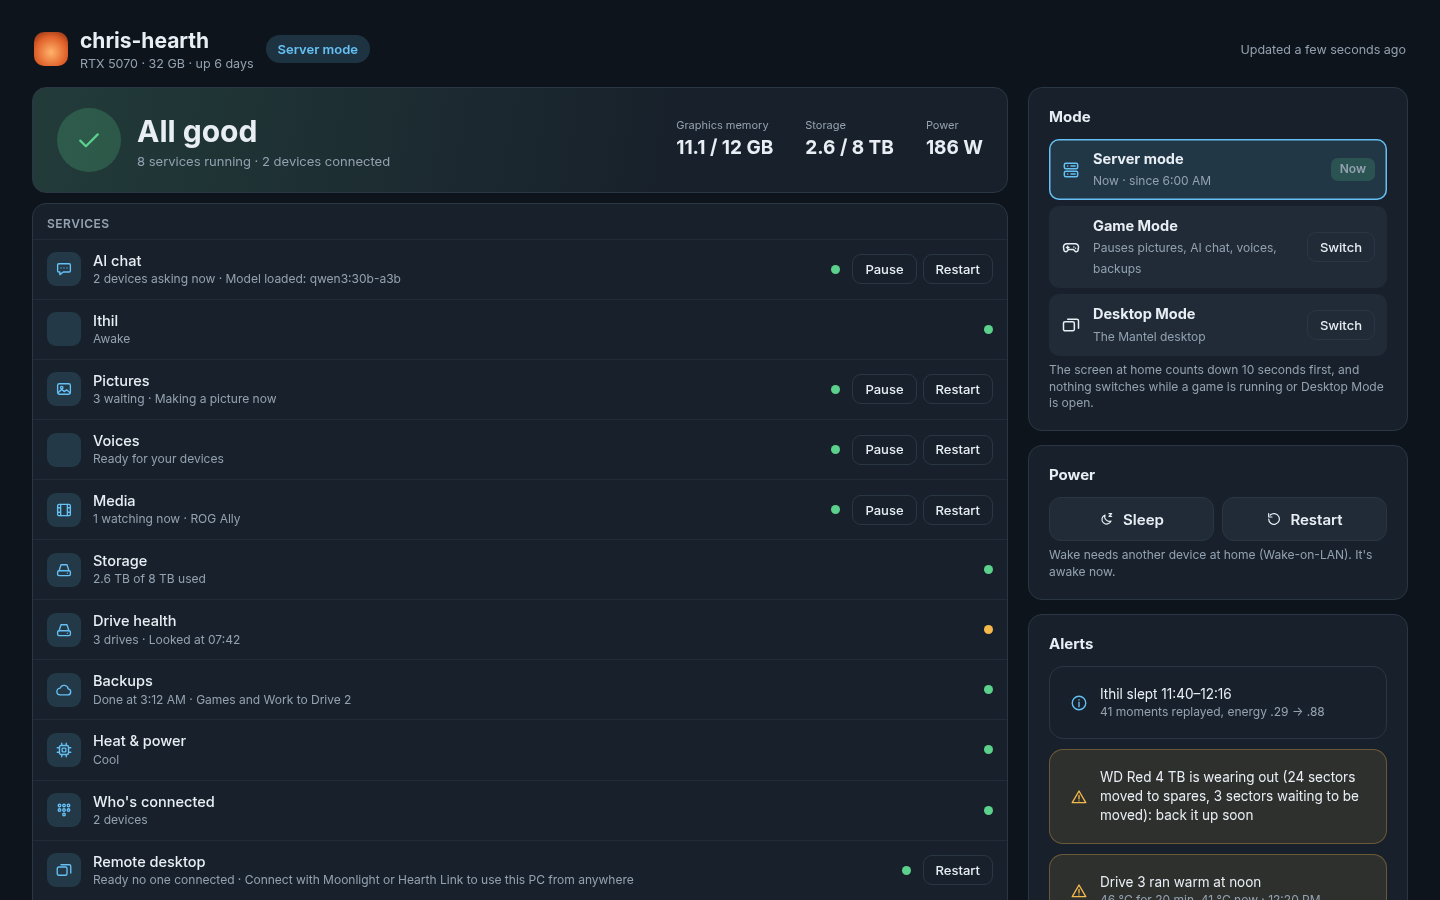 chris-hearth
RTX 5070 · 32 GB · up 6 days
Server mode
Updated a few seconds ago
All good
8 services running · 2 devices connected
Graphics memory
11.1 / 12 GB
Storage
2.6 / 8 TB
Power
186 W
SERVICES
AI chat
2 devices asking now · Model loaded: qwen3:30b-a3b
Pause
Restart
Ithil
Awake
Pictures
3 waiting · Making a picture now
Pause
Restart
Voices
Ready for your devices
Pause
Restart
Media
1 watching now · ROG Ally
Pause
Restart
Storage
2.6 TB of 8 TB used
Drive health
3 drives · Looked at 07:42
Backups
Done at 3:12 AM · Games and Work to Drive 2
Heat & power
Cool
Who's connected
2 devices
Remote desktop
Ready no one connected · Connect with Moonlight or Hearth Link to use this PC from anywhere
Restart
Mode
Server mode
Now · since 6:00 AM
Now
Game Mode
Pauses pictures, AI chat, voices,
backups
Switch
Desktop Mode
The Mantel desktop
Switch
The screen at home counts down 10 seconds first, and
nothing switches while a game is running or Desktop Mode
is open.
Power
Sleep
Restart
Wake needs another device at home (Wake-on-LAN). It's
awake now.
Alerts
Ithil slept 11:40–12:16
41 moments replayed, energy .29 → .88
WD Red 4 TB is wearing out (24 sectors
moved to spares, 3 sectors waiting to be
moved): back it up soon
Drive 3 ran warm at noon
46 °C for 20 min, 41 °C now · 12:20 PM